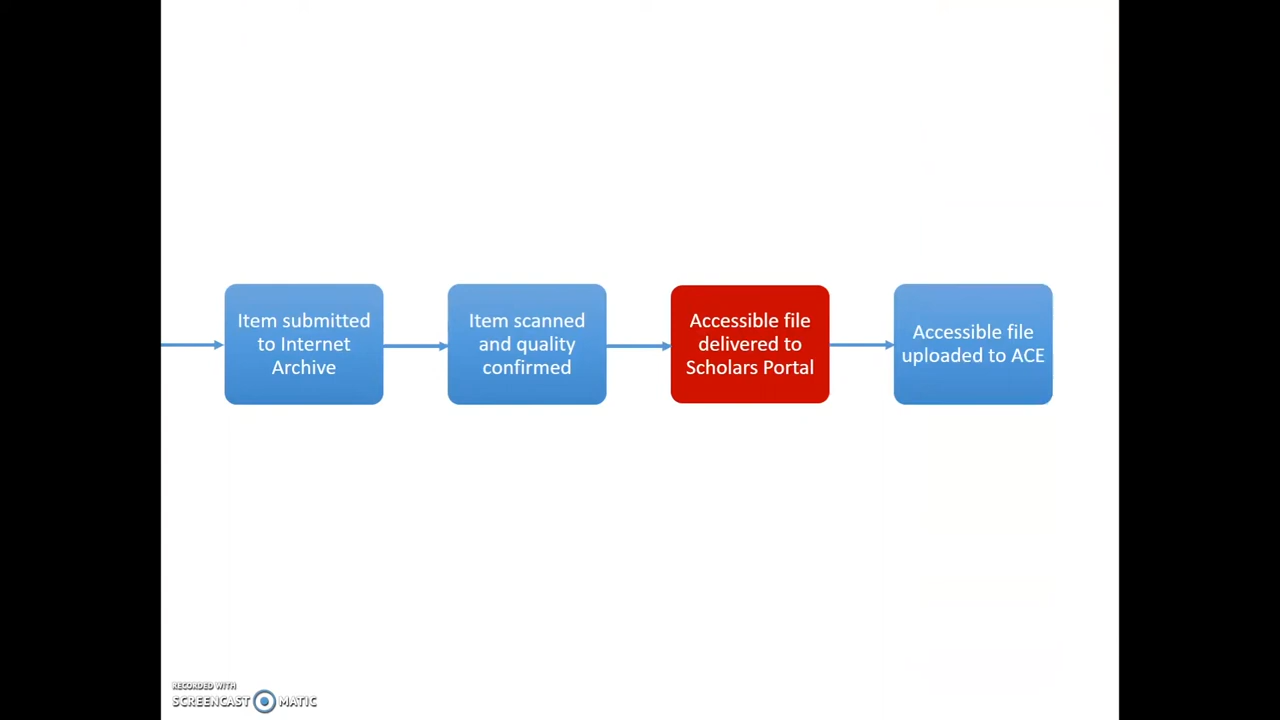 Item submitted
to Internet
Archive
Item scanned
and quality
confirmed
Accessible file
delivered to
Scholars Portal
Accessible file
uploaded to ACE
RECORDED WITH
SCREENCAST MATIC